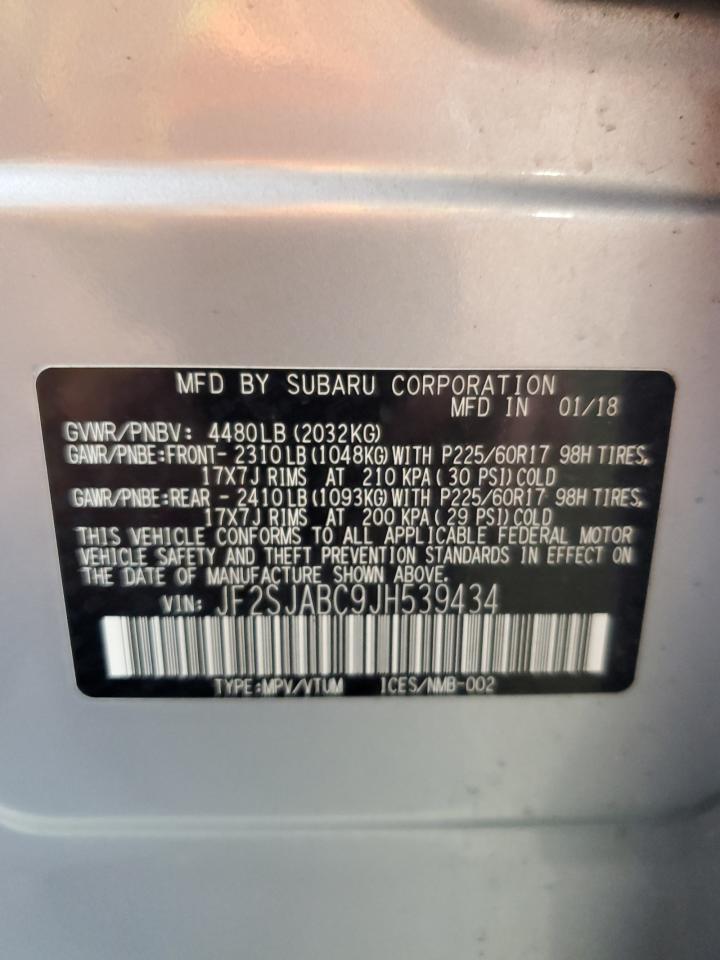 MFD BY SUBARU CORPORATION
MFD IN 01/18
GVWR/PNBV: 4480LB (2032KG)
GAWR/PNBE:FRONT- 2310LB (1048KG) WITH P225/60R17 98H TIRES,
17X7J RIMS AT 210 KPA( 30 PSI) COLD
GAWR/PNBE:REAR - 2410LB (1093KG) WITH P225/60R17 98H TIRES,
17X7J RIMS AT 200 KPA( 29 PSI) COLD
THIS VEHICLE CONFORMS TO ALL APPLICABLE FEDERAL MOTOR
VEHICLE SAFETY AND THEFT PREVENTION STANDARDS IN EFFECT ON
THE DATE OF MANUFACTURE SHOWN ABOVE.
VIN: JF2SJABC9JH539434
TYPE:MPV/VTUM ICES/NMB-002